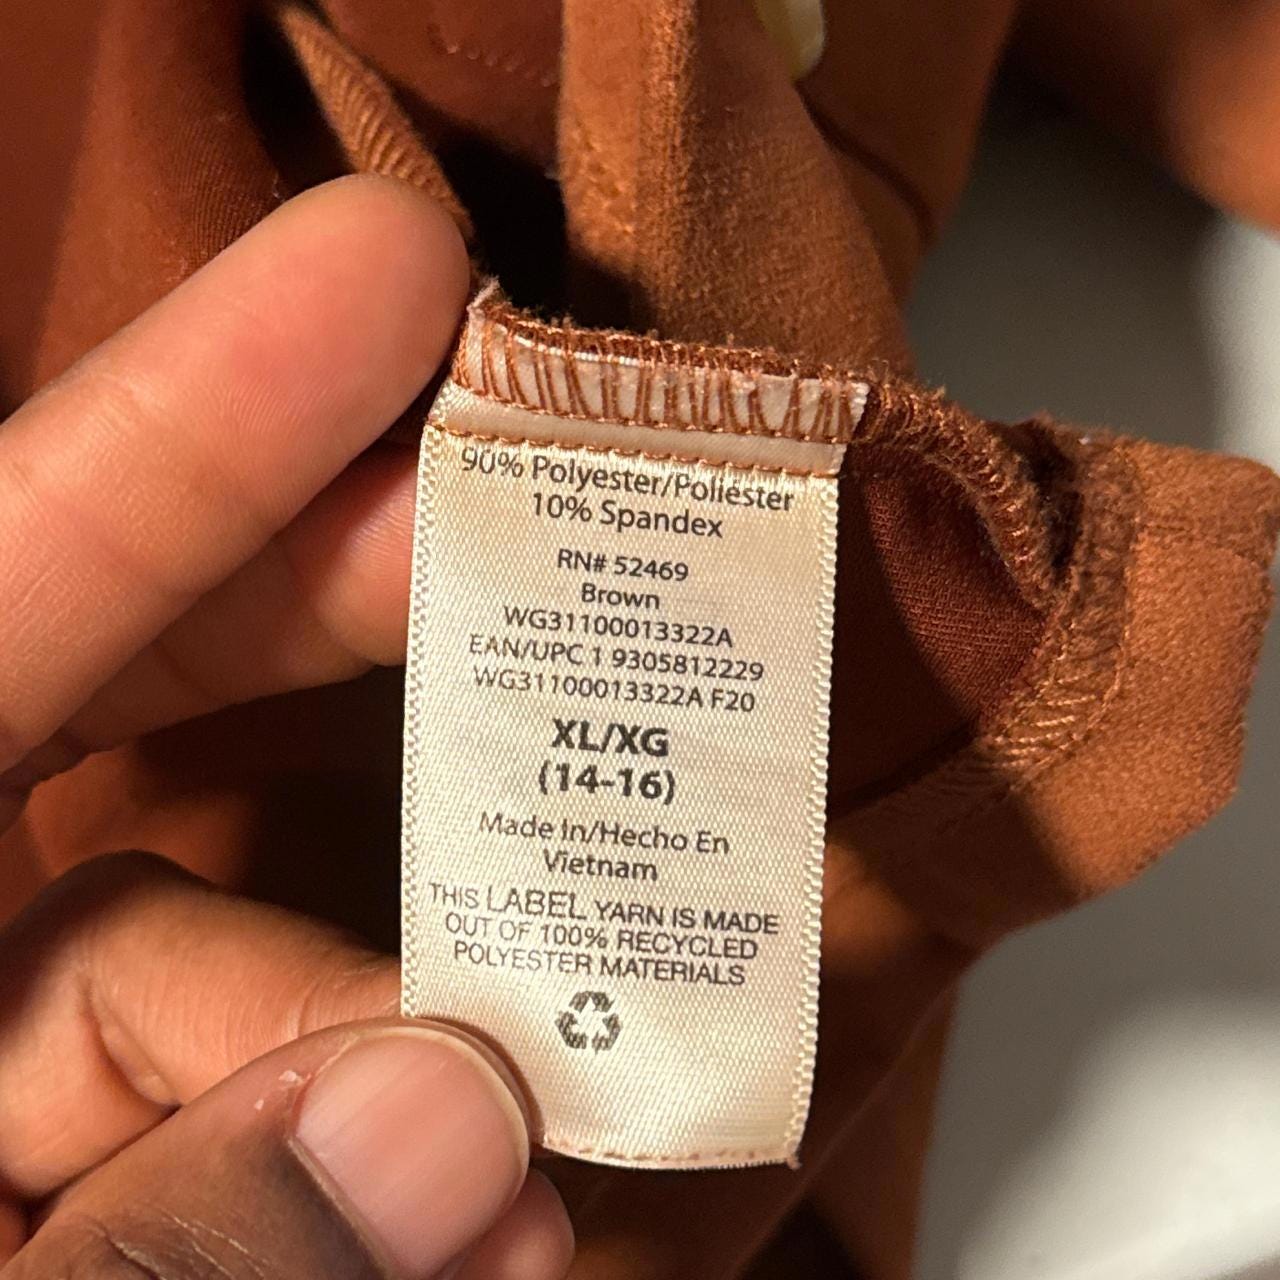 90% Polyester/Poliéster
10% Spandex
RN# 52469
Brown
WG31100013322A
EAN/UPC 1 9305812229
WG31100013322A F20
XL/XG
(14-16)
Made In/Hecho En
Vietnam
THIS LABEL YARN IS MADE
OUT OF 100% RECYCLED
POLYESTER MATERIALS